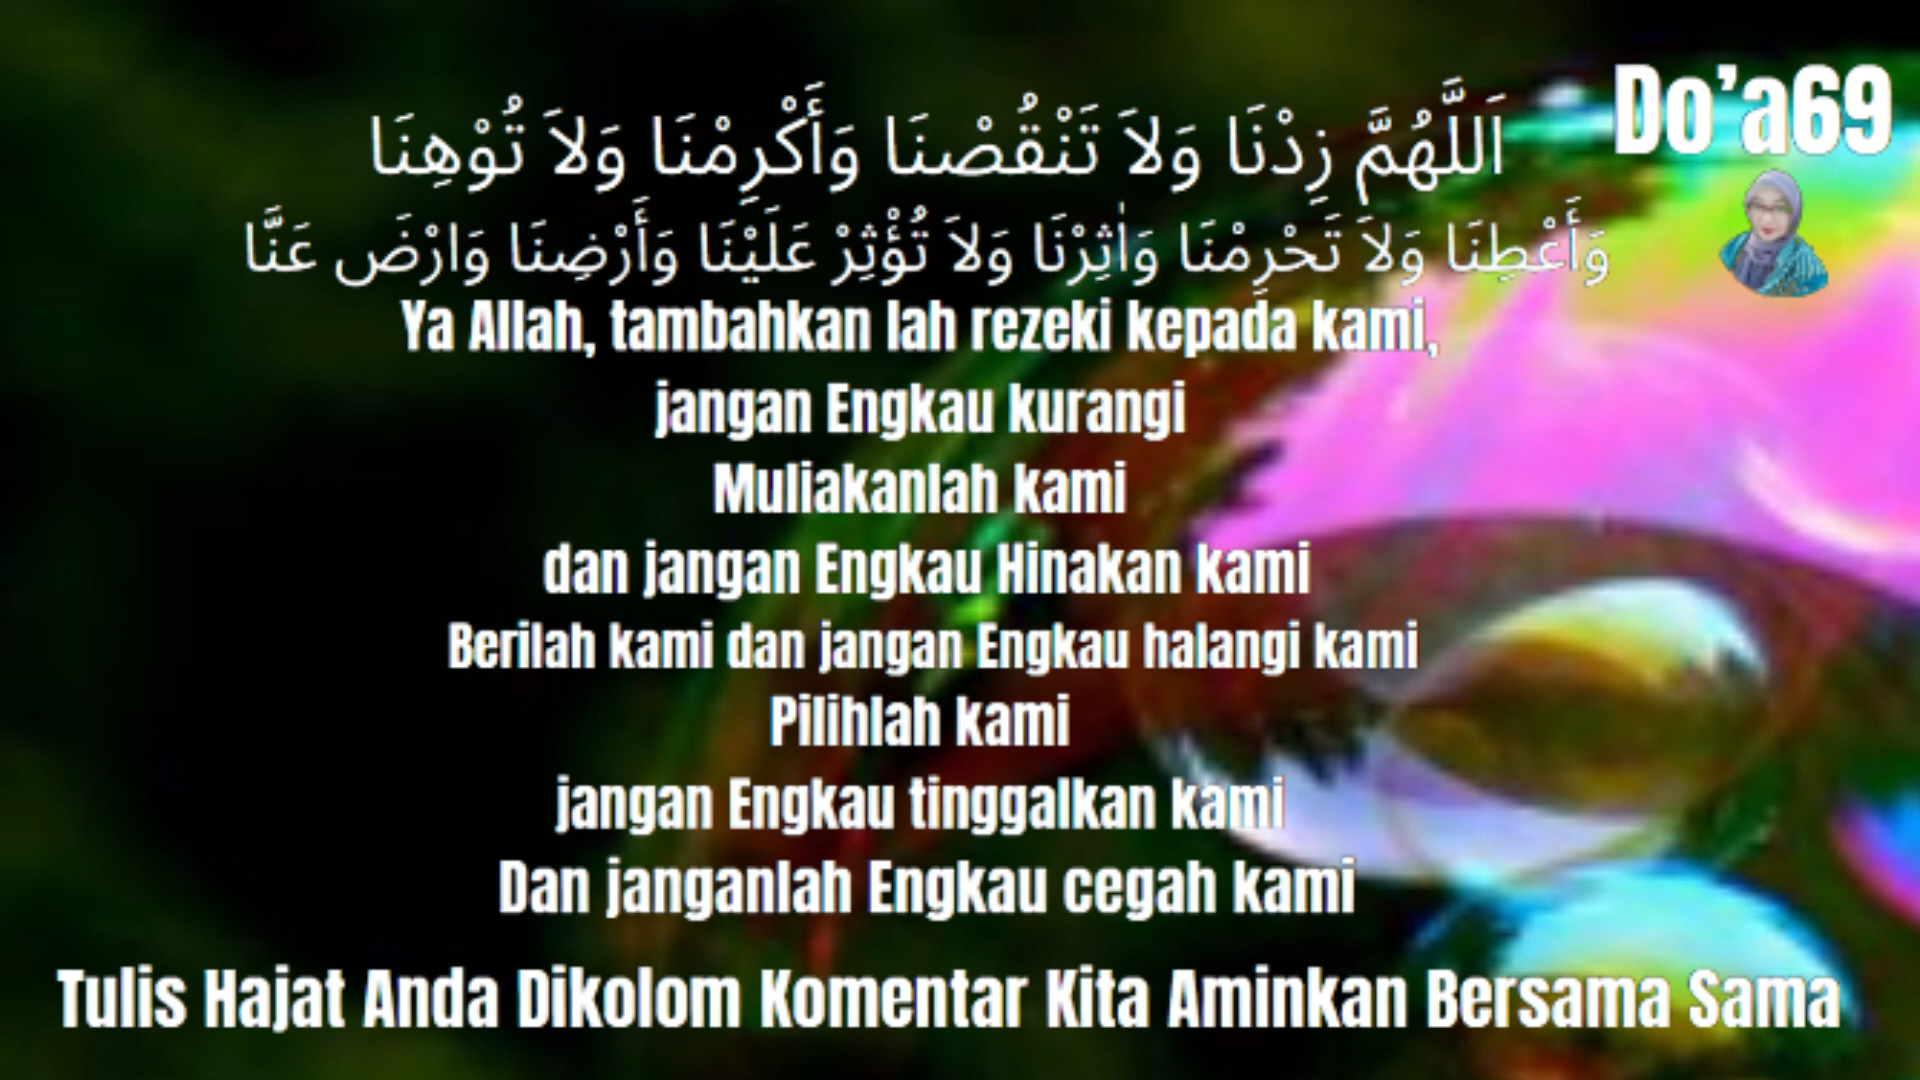 Do’a69
اَللَّهُمَّ زِدْنَا وَلاَ تَنْقُصْنَا وَأَكْرِمْنَا وَلاَ تُوْهِنَا
وَأَعْطِنَا وَلاَ تَحْرِمْنَا وَاٰثِرْنَا وَلاَ تُؤْثِرْ عَلَيْنَا وَأَرْضِنَا وَارْضَ عَنَّا
Ya Allah, tambahkan lah rezeki kepada kami,
jangan Engkau kurangi
Muliakanlah kami
dan jangan Engkau Hinakan kami
Berilah kami dan jangan Engkau halangi kami
Pilihlah kami
jangan Engkau tinggalkan kami
Dan janganlah Engkau cegah kami
Tulis Hajat Anda Dikolom Komentar Kita Aminkan Bersama Sama